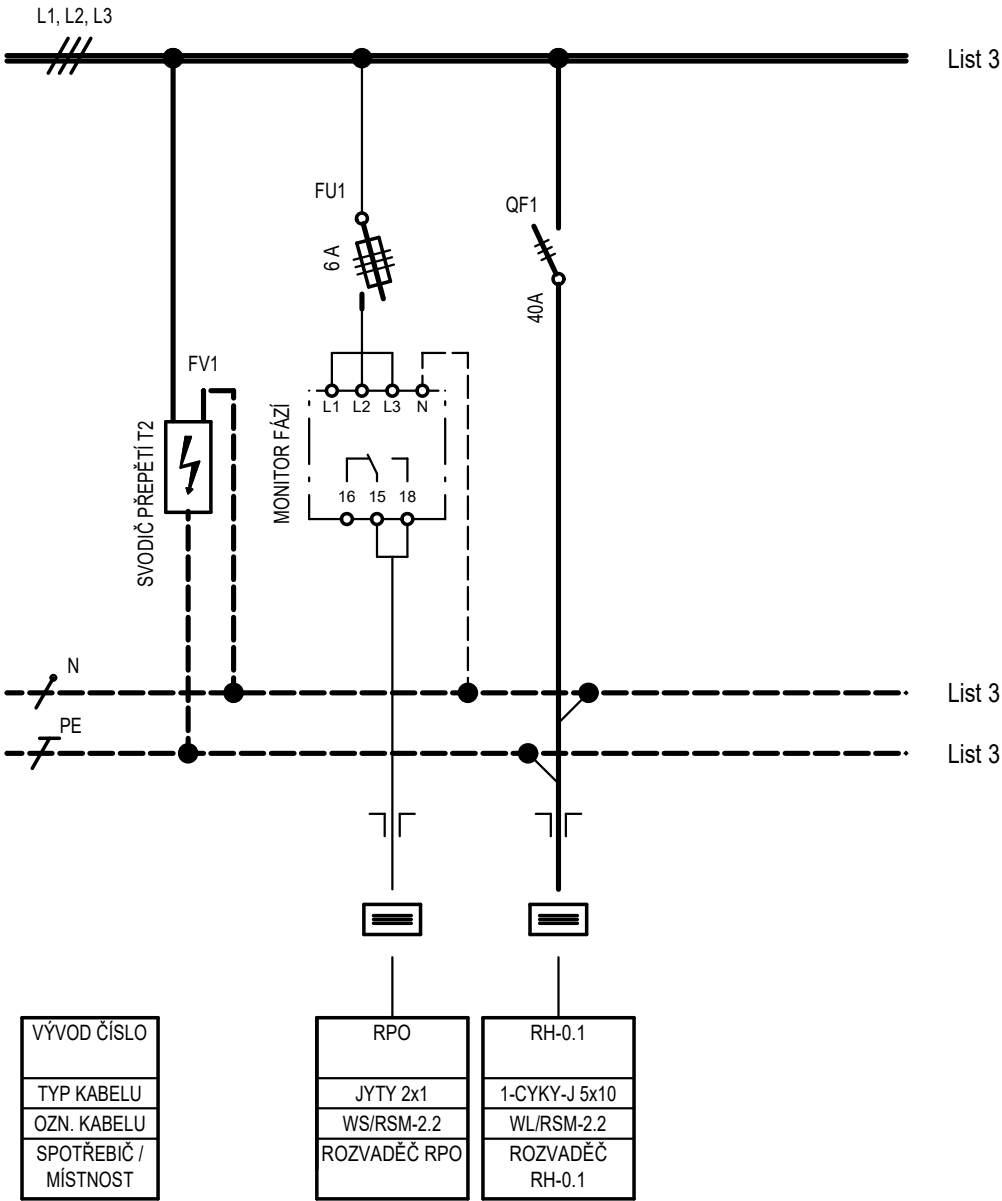 L1, L2, L3
List 3
FU1
6 A
QF1
40A
FV1
SVODIČ PŘEPĚTÍ T2
MONITOR FÁZÍ
L1 L2 L3 N
16 15 18
N
List 3
PE
List 3
VÝVOD ČÍSLO
TYP KABELU
OZN. KABELU
SPOTŘEBIČ /
MÍSTNOST
RPO
JYTY 2x1
WS/RSM-2.2
ROZVADĚČ RPO
RH-0.1
1-CYKY-J 5x10
WL/RSM-2.2
ROZVADĚČ
RH-0.1